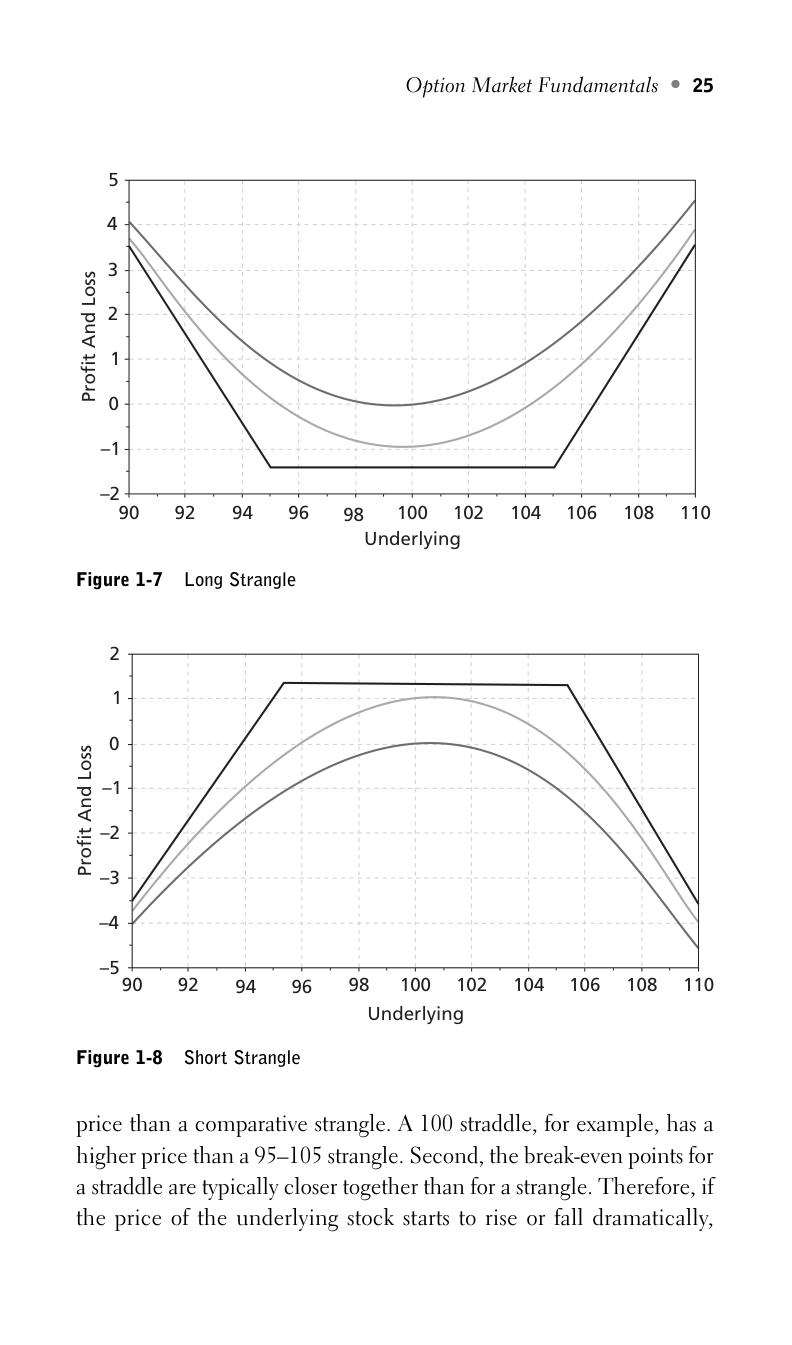 Option Market Fundamentals • 25
5
4
3
2
1
0
–1
–2
Profit And Loss
90 92 94 96 98 100 102 104 106 108 110
Underlying
Figure 1-7 Long Strangle
2
1
0
–1
–2
–3
–4
–5
Profit And Loss
90 92 94 96 98 100 102 104 106 108 110
Underlying
Figure 1-8 Short Strangle
price than a comparative strangle. A 100 straddle, for example, has a
higher price than a 95–105 strangle. Second, the break-even points for
a straddle are typically closer together than for a strangle. Therefore, if
the price of the underlying stock starts to rise or fall dramatically,